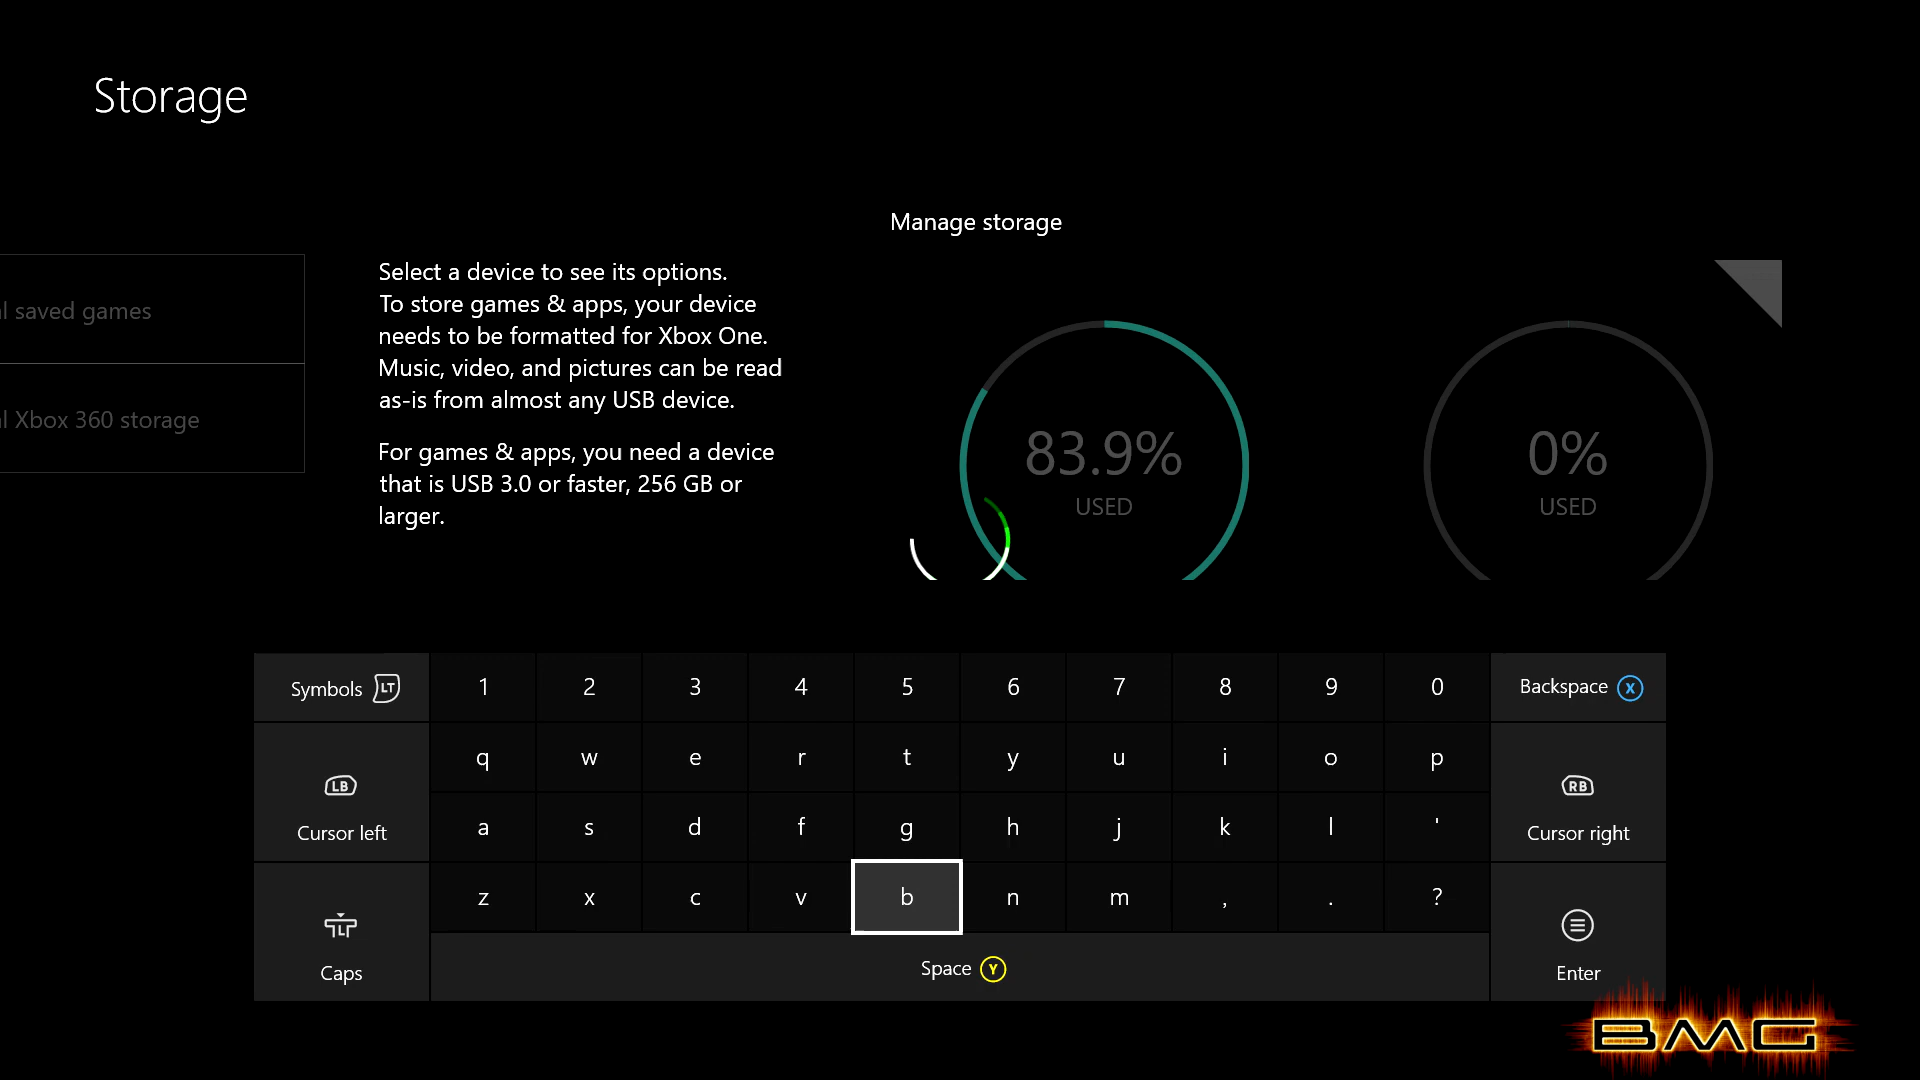 Storage
Manage storage
l saved games
l Xbox 360 storage
Select a device to see its options.
To store games & apps, your device
needs to be formatted for Xbox One.
Music, video, and pictures can be read
as-is from almost any USB device.
For games & apps, you need a device
that is USB 3.0 or faster, 256 GB or
larger.
83.9%
USED
0%
USED
Symbols LT 1 2 3 4 5 6 7 8 9 0 Backspace X
q w e r t y u i o p
LB
Cursor left
RB
Cursor right
a s d f g h j k l '
z x c v b n m , . ?
Caps
Space Y
Enter
BMG